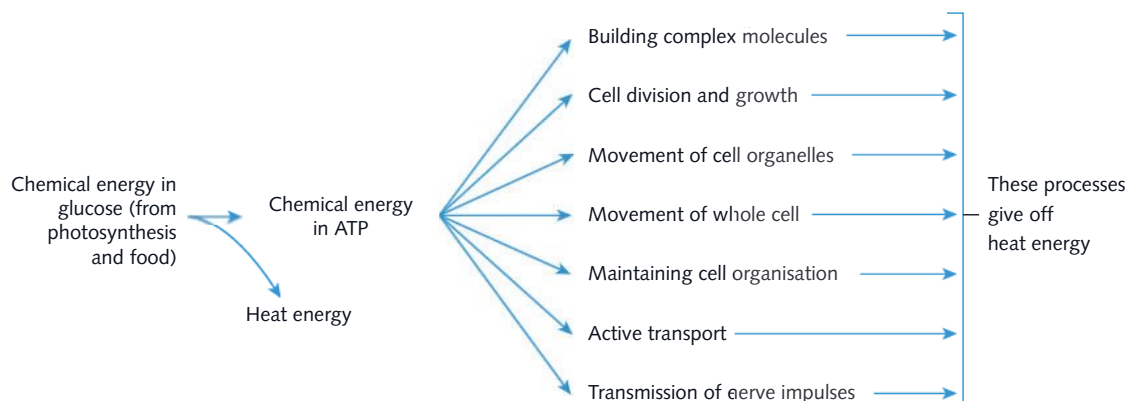 Chemical energy in
glucose (from
photosynthesis
and food)
Heat energy
Chemical energy
in ATP
Building complex molecules
Cell division and growth
Movement of cell organelles
Movement of whole cell
Maintaining cell organisation
Active transport
Transmission of nerve impulses
These processes
give off
heat energy